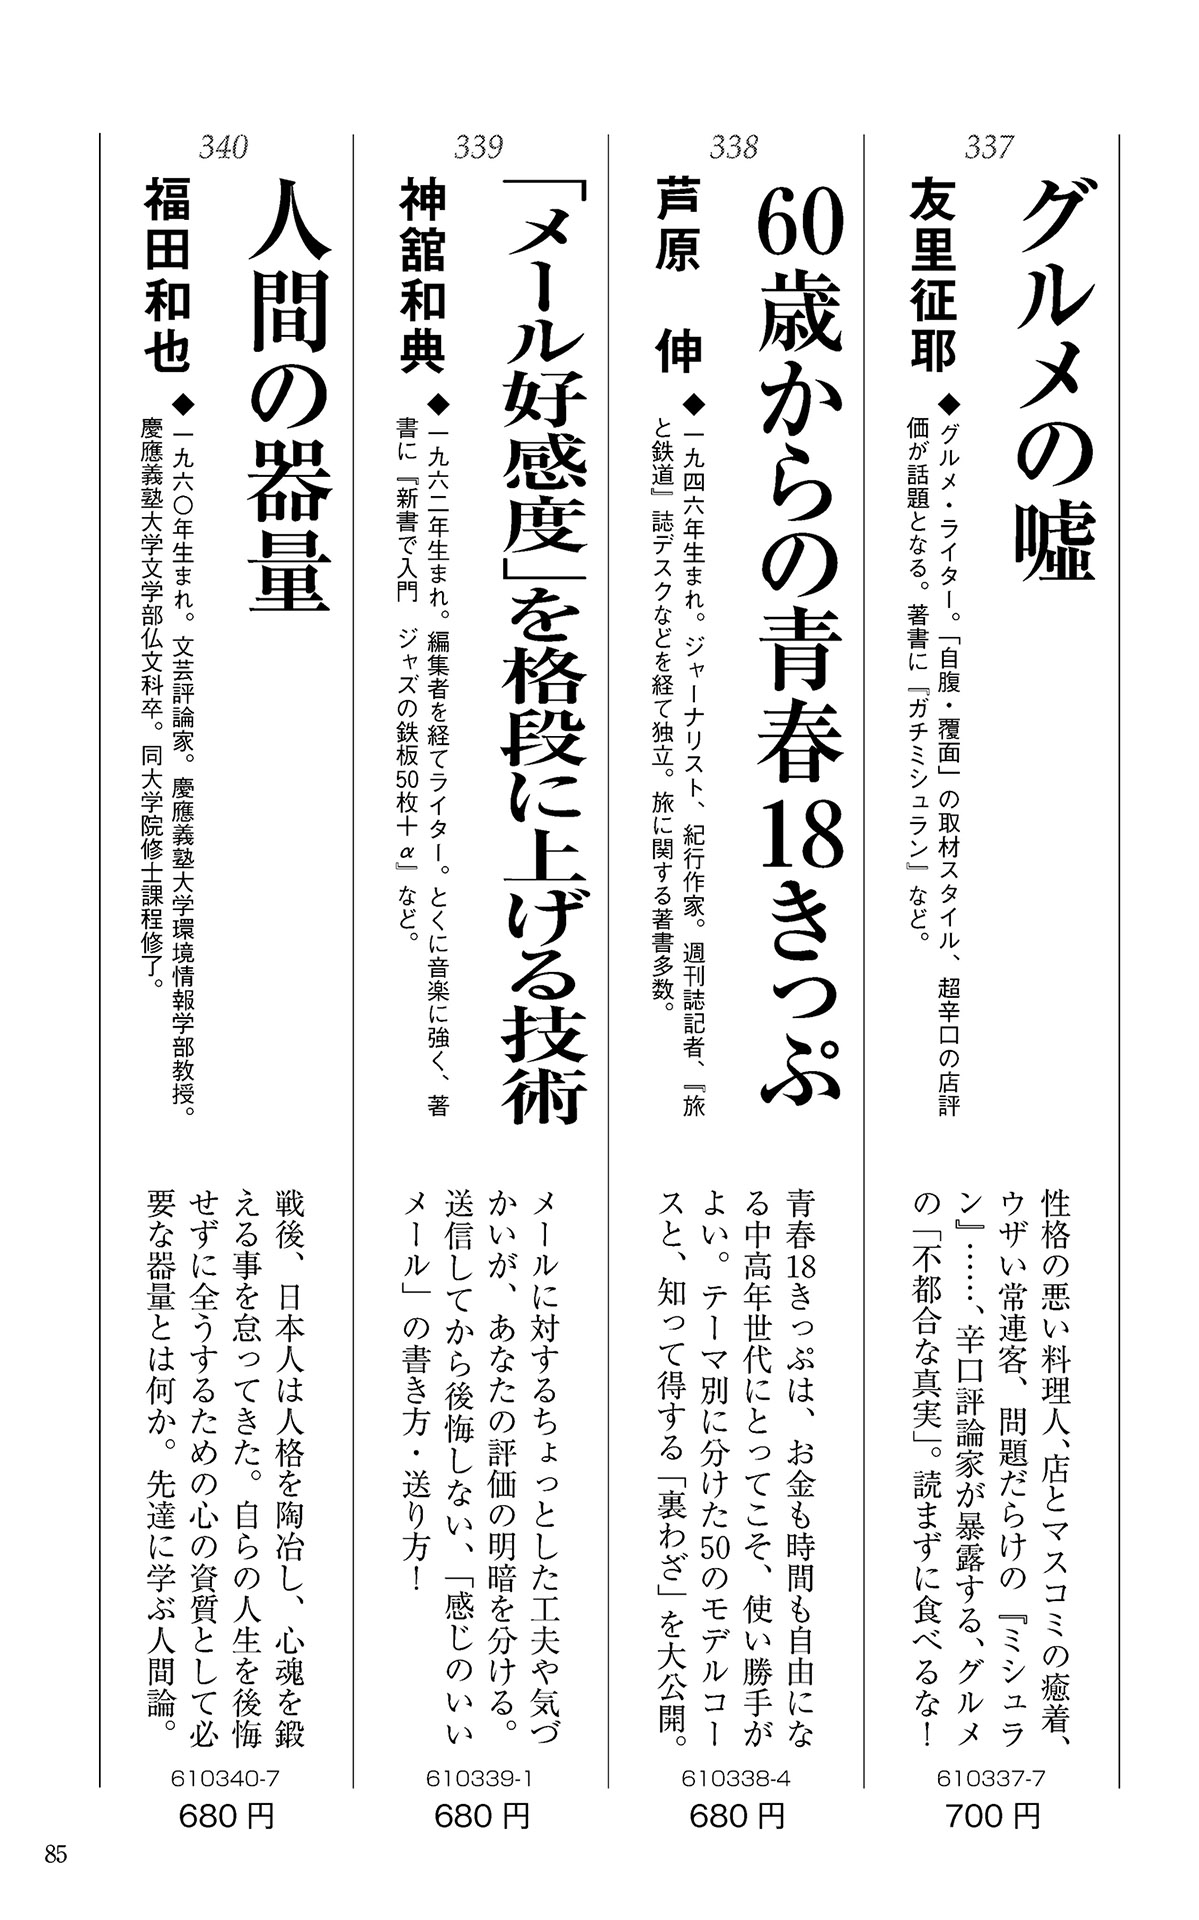 337
グルメの嘘
友里征耶
◆グルメ・ライター。「自腹・覆面」の取材スタイル、超辛口の店評
価が話題となる。著書に『ガチミシュラン』など。
性格の悪い料理人、店とマスコミの癒着、
ウザい常連客、問題だらけの『ミシュラ
ン』……、辛口評論家が暴露する、グルメ
の「不都合な真実」。読まずに食べるな！
610337-7
700円
338
60歳からの青春18きっぷ
芦原 伸
◆一九四六年生まれ。ジャーナリスト、紀行作家。週刊誌記者、『旅
と鉄道』誌デスクなどを経て独立。旅に関する著書多数。
青春18きっぷは、お金も時間も自由にな
る中高年世代にとってこそ、使い勝手が
よい。テーマ別に分けた50のモデルコー
スと、知って得する「裏わざ」を大公開。
610338-4
680円
339
「メール好感度」を格段に上げる技術
神舘和典
◆一九六二年生まれ。編集者を経てライター。とくに音楽に強く、著
書に『新書で入門 ジャズの鉄板50枚＋α』など。
メールに対するちょっとした工夫や気づ
かいが、あなたの評価の明暗を分ける。
送信してから後悔しない、「感じのいい
メール」の書き方・送り方！
610339-1
680円
340
人間の器量
福田和也
◆一九六〇年生まれ。文芸評論家。慶應義塾大学環境情報学部教授。
慶應義塾大学文学部仏文科卒。同大学院修士課程修了。
戦後、日本人は人格を陶冶し、心魂を鍛
える事を怠ってきた。自らの人生を後悔
せずに全うするための心の資質として必
要な器量とは何か。先達に学ぶ人間論。
610340-7
680円
85